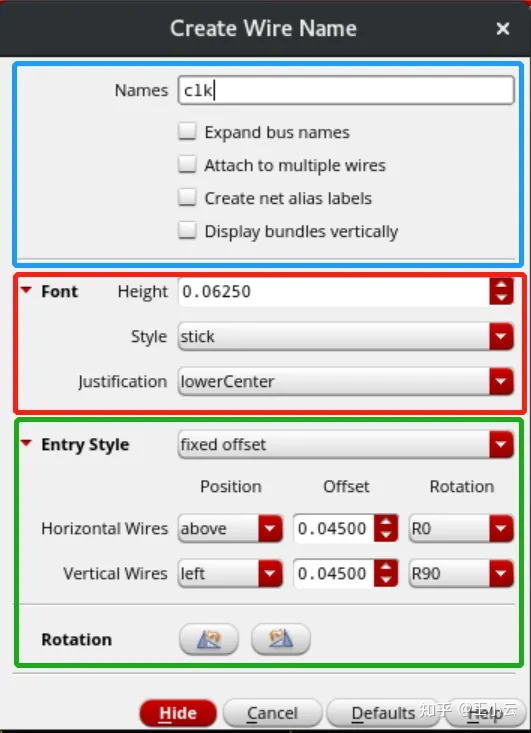 Create Wire Name ×
Names clk
Expand bus names
Attach to multiple wires
Create net alias labels
Display bundles vertically
Font Height 0.06250
Style stick
Justification lowerCenter
Entry Style fixed offset
Position Offset Rotation
Horizontal Wires above 0.04500 R0
Vertical Wires left 0.04500 R90
Rotation
Hide Cancel Defaults Help
知乎 @王小云